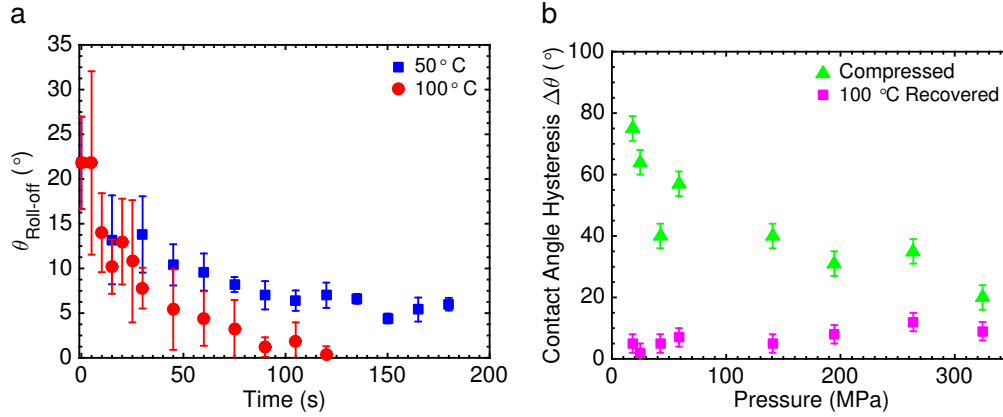 a
35
30
25
20
15
10
5
0
0
50
100
150
200
θRoll-off (°)
Time (s)
50°C
100°C
b
100
80
60
40
20
0
0
100
200
300
Contact Angle Hysteresis Δθ (°)
Pressure (MPa)
Compressed
100 °C Recovered